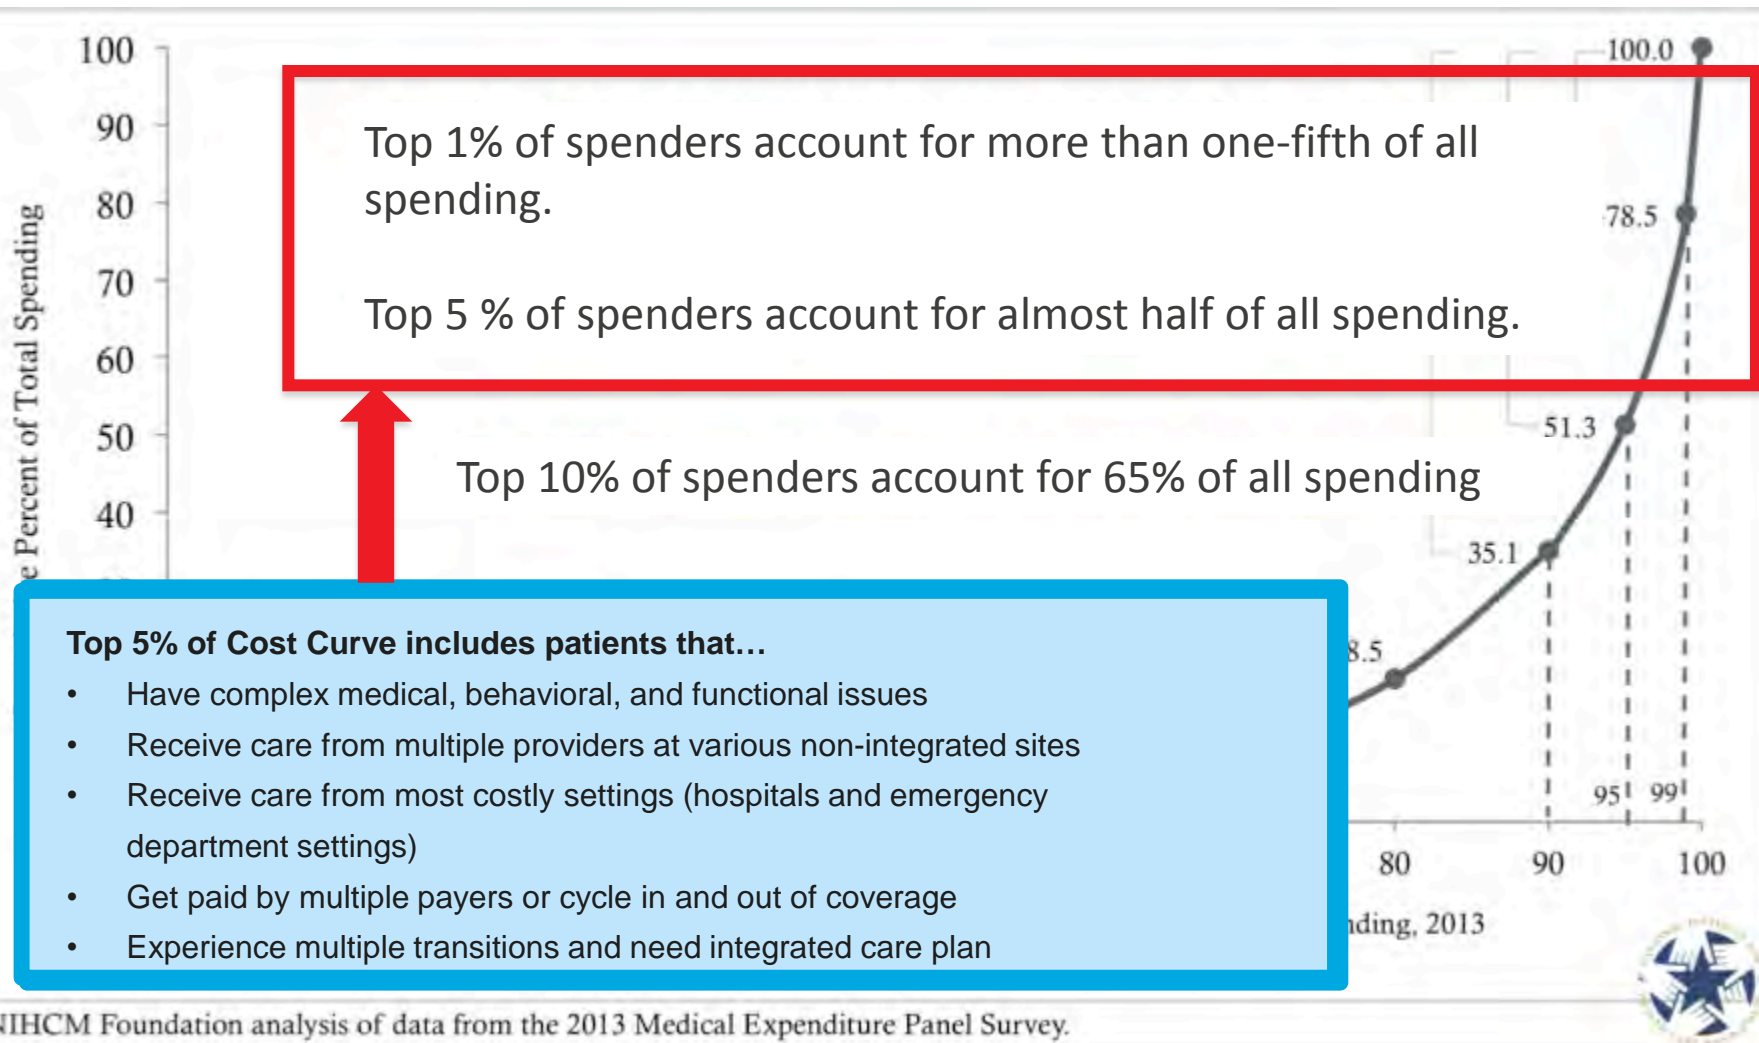 100
90
80
70
60
50
40
Percent of Total Spending
100.0
78.5
51.3
35.1
8.5
Top 1% of spenders account for more than one-fifth of all
spending.
Top 5 % of spenders account for almost half of all spending.
Top 10% of spenders account for 65% of all spending
Top 5% of Cost Curve includes patients that…
• Have complex medical, behavioral, and functional issues
• Receive care from multiple providers at various non-integrated sites
• Receive care from most costly settings (hospitals and emergency
department settings)
• Get paid by multiple payers or cycle in and out of coverage
• Experience multiple transitions and need integrated care plan
95 99
80 90 100
nding, 2013
NIHCM Foundation analysis of data from the 2013 Medical Expenditure Panel Survey.